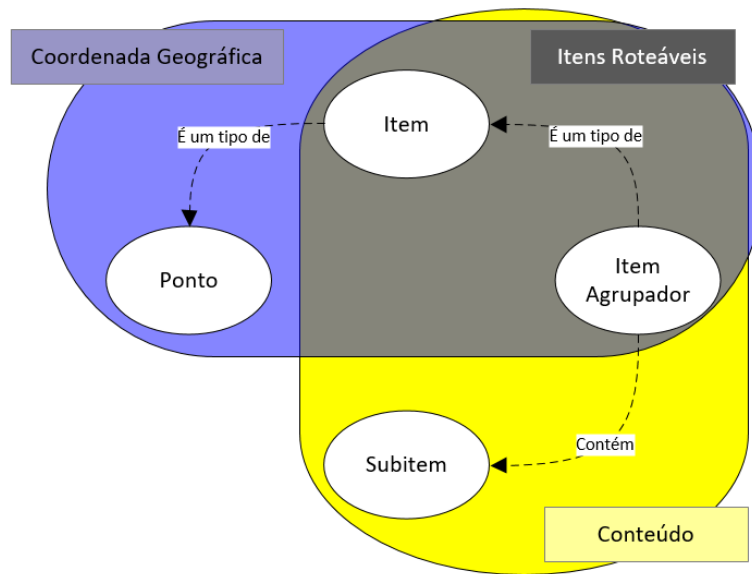 Coordenada Geográfica
Itens Roteáveis
Item
É um tipo de
É um tipo de
Ponto
Item
Agrupador
Contém
Subitem
Conteúdo